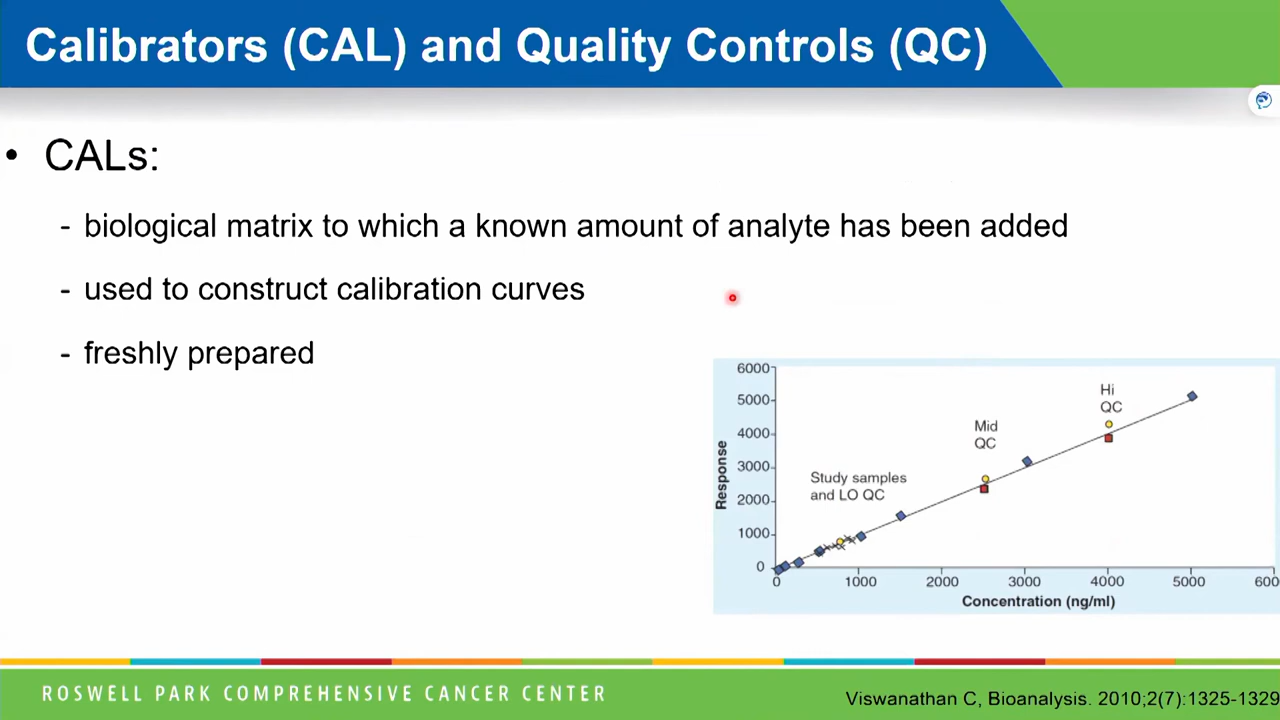 Calibrators (CAL) and Quality Controls (QC)
• CALs:
- biological matrix to which a known amount of analyte has been added
- used to construct calibration curves
- freshly prepared
6000
5000
4000
3000
2000
1000
0
Response
Hi
QC
Mid
QC
Study samples
and LO QC
0 1000 2000 3000 4000 5000 600
Concentration (ng/ml)
ROSWELL PARK COMPREHENSIVE CANCER CENTER
Viswanathan C, Bioanalysis. 2010;2(7):1325-1329